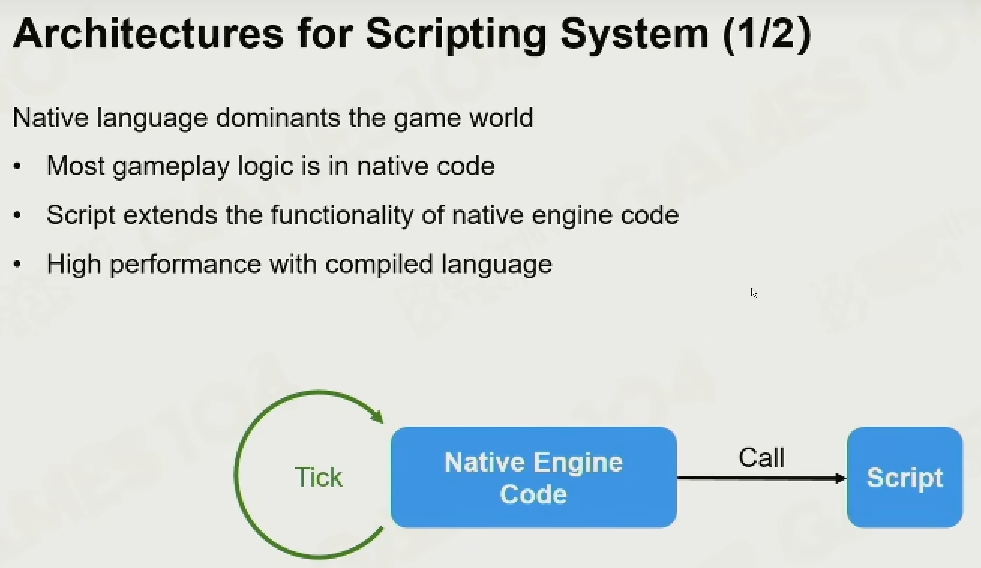 Architectures for Scripting System (1/2)
Native language dominants the game world
• Most gameplay logic is in native code
• Script extends the functionality of native engine code
• High performance with compiled language
Tick
Native Engine
Code
Call
Script